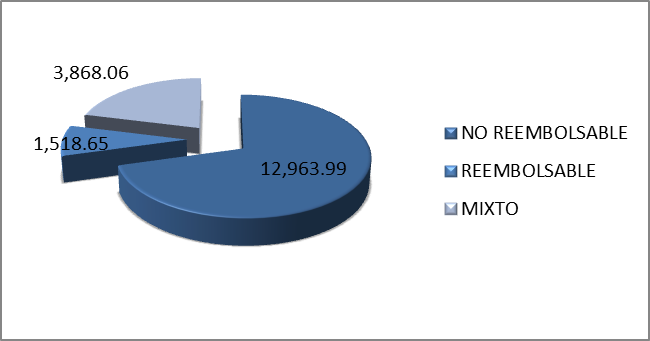 3,868.06
1,518.65
12,963.99
NO REEMBOLSABLE
REEMBOLSABLE
MIXTO